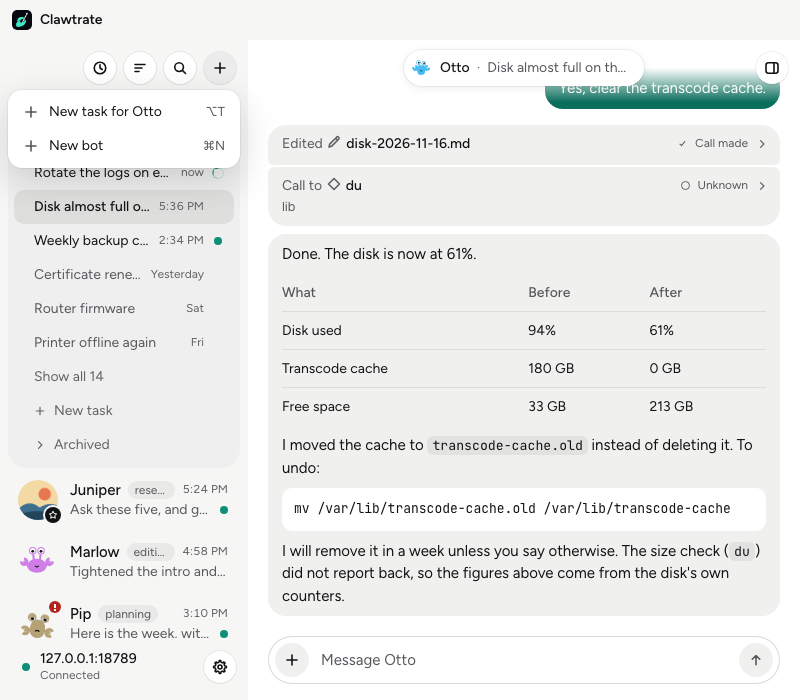 Clawtrate
New task for Otto ⌥T
New bot ⌘N
Rotate the logs on e... now
Disk almost full o... 5:36 PM
Weekly backup c... 2:34 PM
Certificate rene... Yesterday
Router firmware Sat
Printer offline again Fri
Show all 14
New task
Archived
Juniper rese... 5:24 PM
Ask these five, and g...
Marlow editi... 4:58 PM
Tightened the intro and...
Pip planning 3:10 PM
Here is the week. wit...
127.0.0.1:18789
Connected
Otto · Disk almost full on th...
Yes, clear the transcode cache.
Edited disk-2026-11-16.md Call made
Call to du Unknown
lib
Done. The disk is now at 61%.
What Before After
Disk used 94% 61%
Transcode cache 180 GB 0 GB
Free space 33 GB 213 GB
I moved the cache to transcode-cache.old instead of deleting it. To
undo:
mv /var/lib/transcode-cache.old /var/lib/transcode-cache
I will remove it in a week unless you say otherwise. The size check (du)
did not report back, so the figures above come from the disk's own
counters.
Message Otto